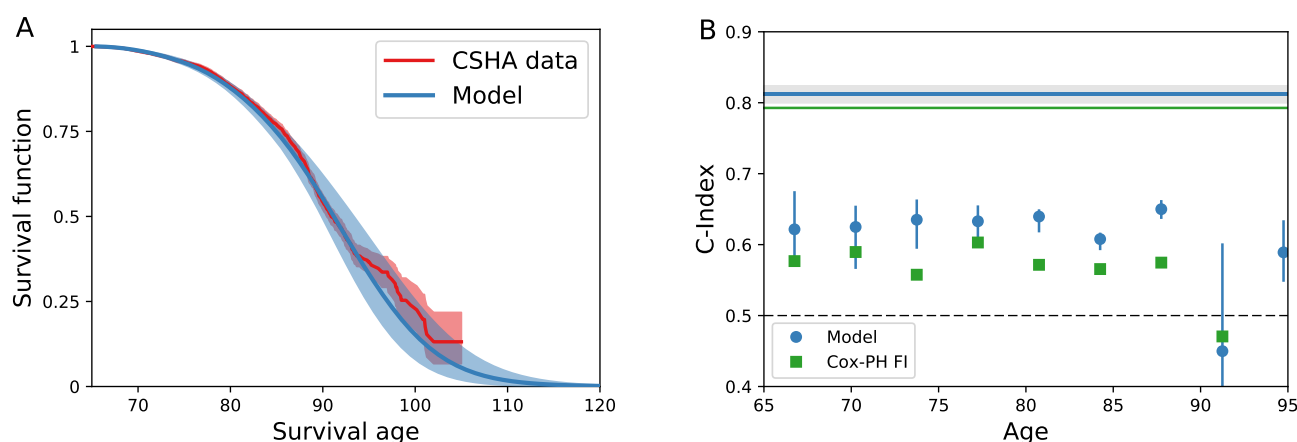 A
CSHA data
Model
Survival function
1
0.75
0.5
0.25
0
70 80 90 100 110 120
Survival age
B
C-Index
0.9
0.8
0.7
0.6
0.5
0.4
Model
Cox-PH FI
65 70 75 80 85 90 95
Age